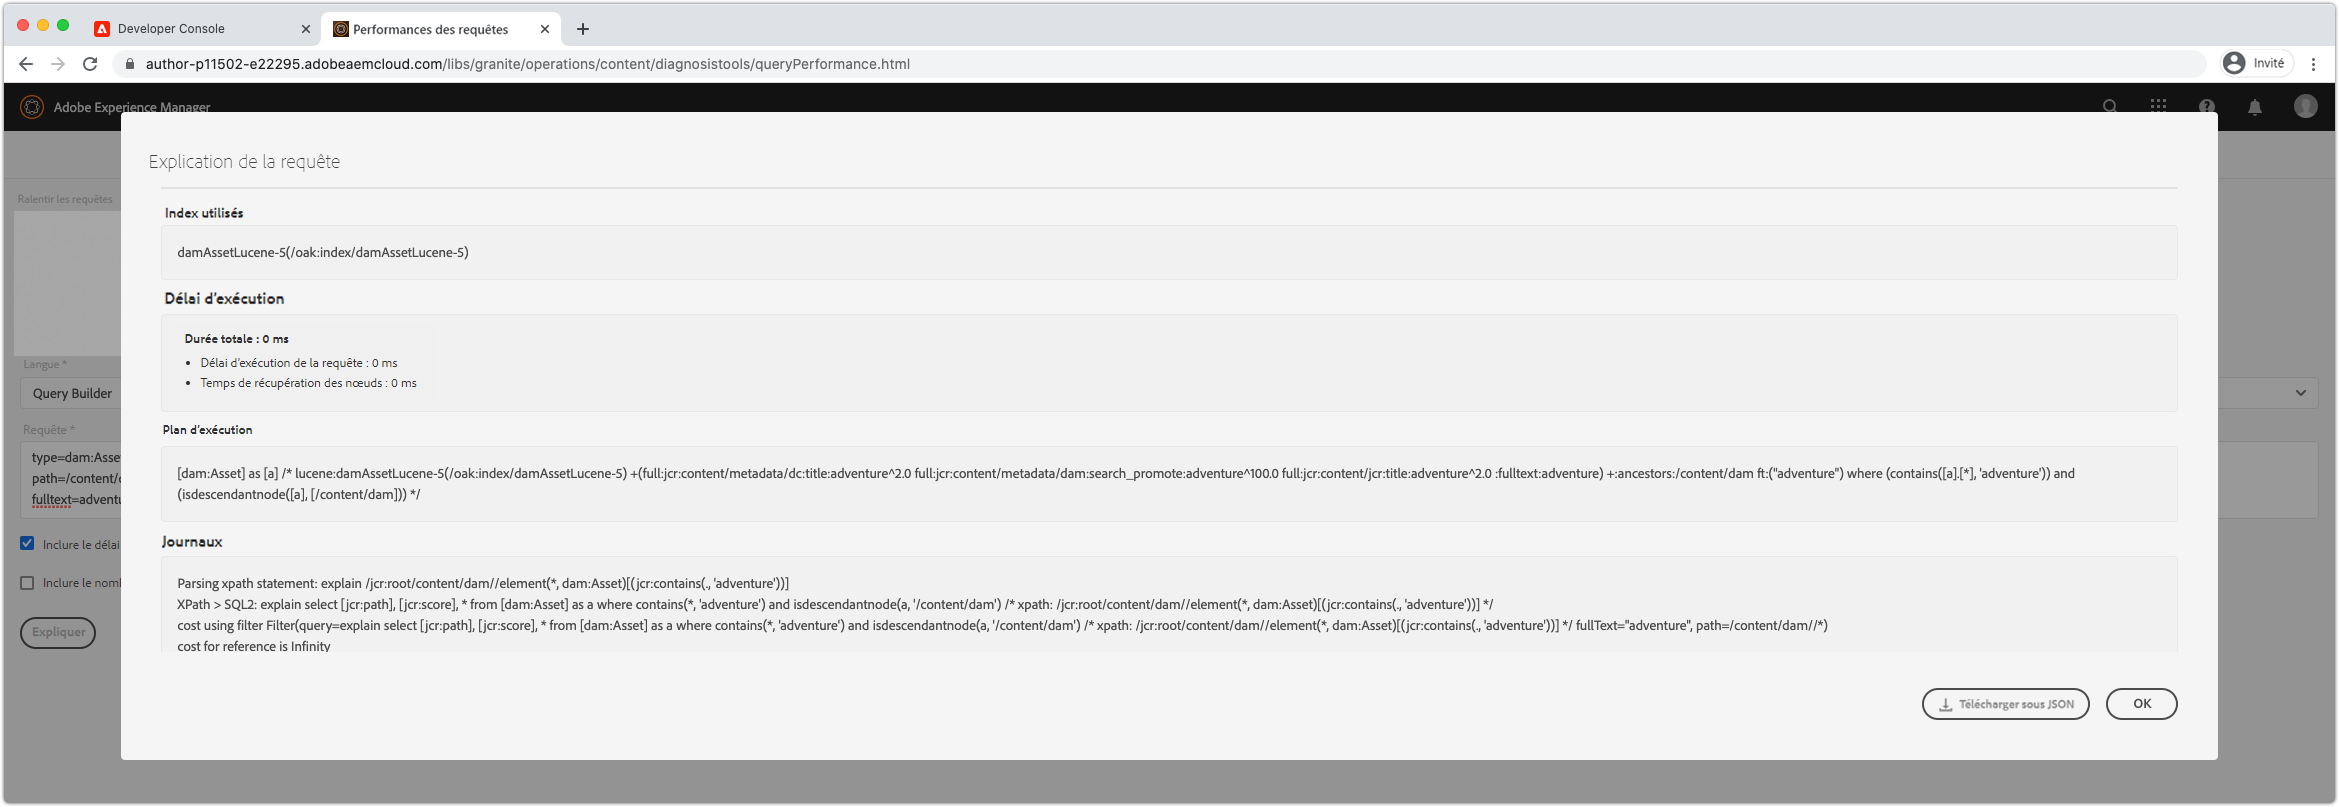 Developer Console
Performances des requêtes
author-p11502-e22295.adobeaemcloud.com/libs/granite/operations/content/diagnosistools/queryPerformance.html
Invité
Adobe Experience Manager
Explication de la requête
Ralentir les requêtes
Index utilisés
damAssetLucene-5(/oak:index/damAssetLucene-5)
Délai d'exécution
Durée totale : 0 ms
• Délai d'exécution de la requête : 0 ms
• Temps de récupération des nœuds : 0 ms
Langue *
Query Builder
Requête *
type=dam:Asse
path=/content/
fulltext=adventu
Inclure le délai
Inclure le nom
Expliquer
Plan d'exécution
[dam:Asset] as [a] /* lucene:damAssetLucene-5(/oak:index/damAssetLucene-5) +(full:jcr:content/metadata/dc:title:adventure^2.0 full:jcr:content/metadata/dam:search_promote:adventure^100.0 full:jcr:content/jcr:title:adventure^2.0 :fulltext:adventure) +:ancestors:/content/dam ft:("adventure") where (contains([a].[*], 'adventure')) and
(isdescendantnode([a], [/content/dam])) */
Journaux
Parsing xpath statement: explain /jcr:root/content/dam//element(*, dam:Asset)[(jcr:contains(., 'adventure'))]
XPath > SQL2: explain select [jcr:path], [jcr:score], * from [dam:Asset] as a where contains(*, 'adventure') and isdescendantnode(a, '/content/dam') /* xpath: /jcr:root/content/dam//element(*, dam:Asset)[(jcr:contains(., 'adventure'))] */
cost using filter Filter(query=explain select [jcr:path], [jcr:score], * from [dam:Asset] as a where contains(*, 'adventure') and isdescendantnode(a, '/content/dam') /* xpath: /jcr:root/content/dam//element(*, dam:Asset)[(jcr:contains(., 'adventure'))] */ fullText="adventure", path=/content/dam//*)
cost for reference is Infinity
Télécharger sous JSON
OK